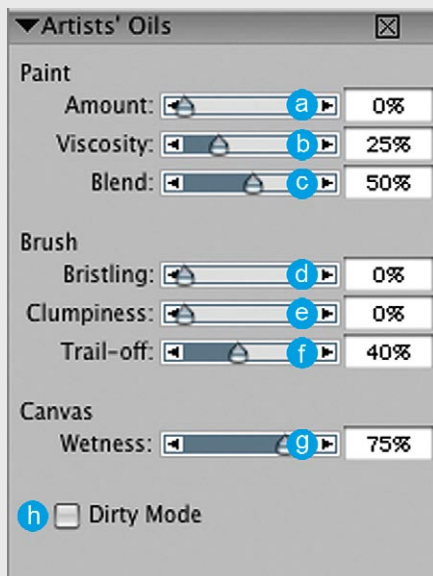 Artists' Oils
Paint
Amount: a 0%
Viscosity: b 25%
Blend: c 50%
Brush
Bristling: d 0%
Clumpiness: e 0%
Trail-off: f 40%
Canvas
Wetness: g 75%
h Dirty Mode